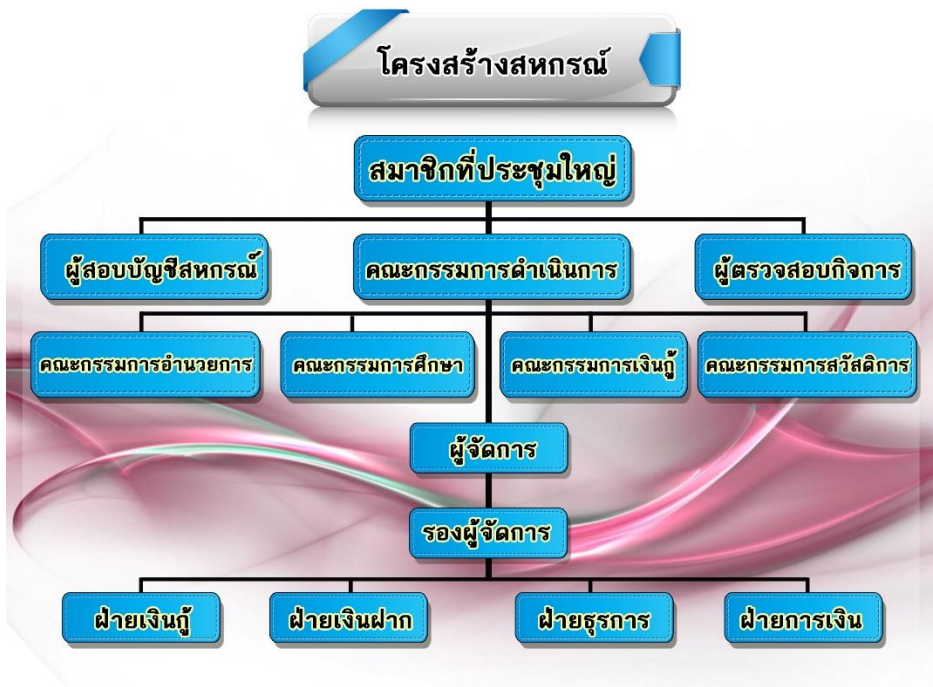 โครงสร้างสหกรณ์
สมาชิกที่ประชุมใหญ่
ผู้สอบบัญชีสหกรณ์
คณะกรรมการดำเนินการ
ผู้ตรวจสอบกิจการ
คณะกรรมการอำนวยการ
คณะกรรมการศึกษา
คณะกรรมการเงินกู้
คณะกรรมการสวัสดิการ
ผู้จัดการ
รองผู้จัดการ
ฝ่ายเงินกู้
ฝ่ายเงินฝาก
ฝ่ายธุรการ
ฝ่ายการเงิน